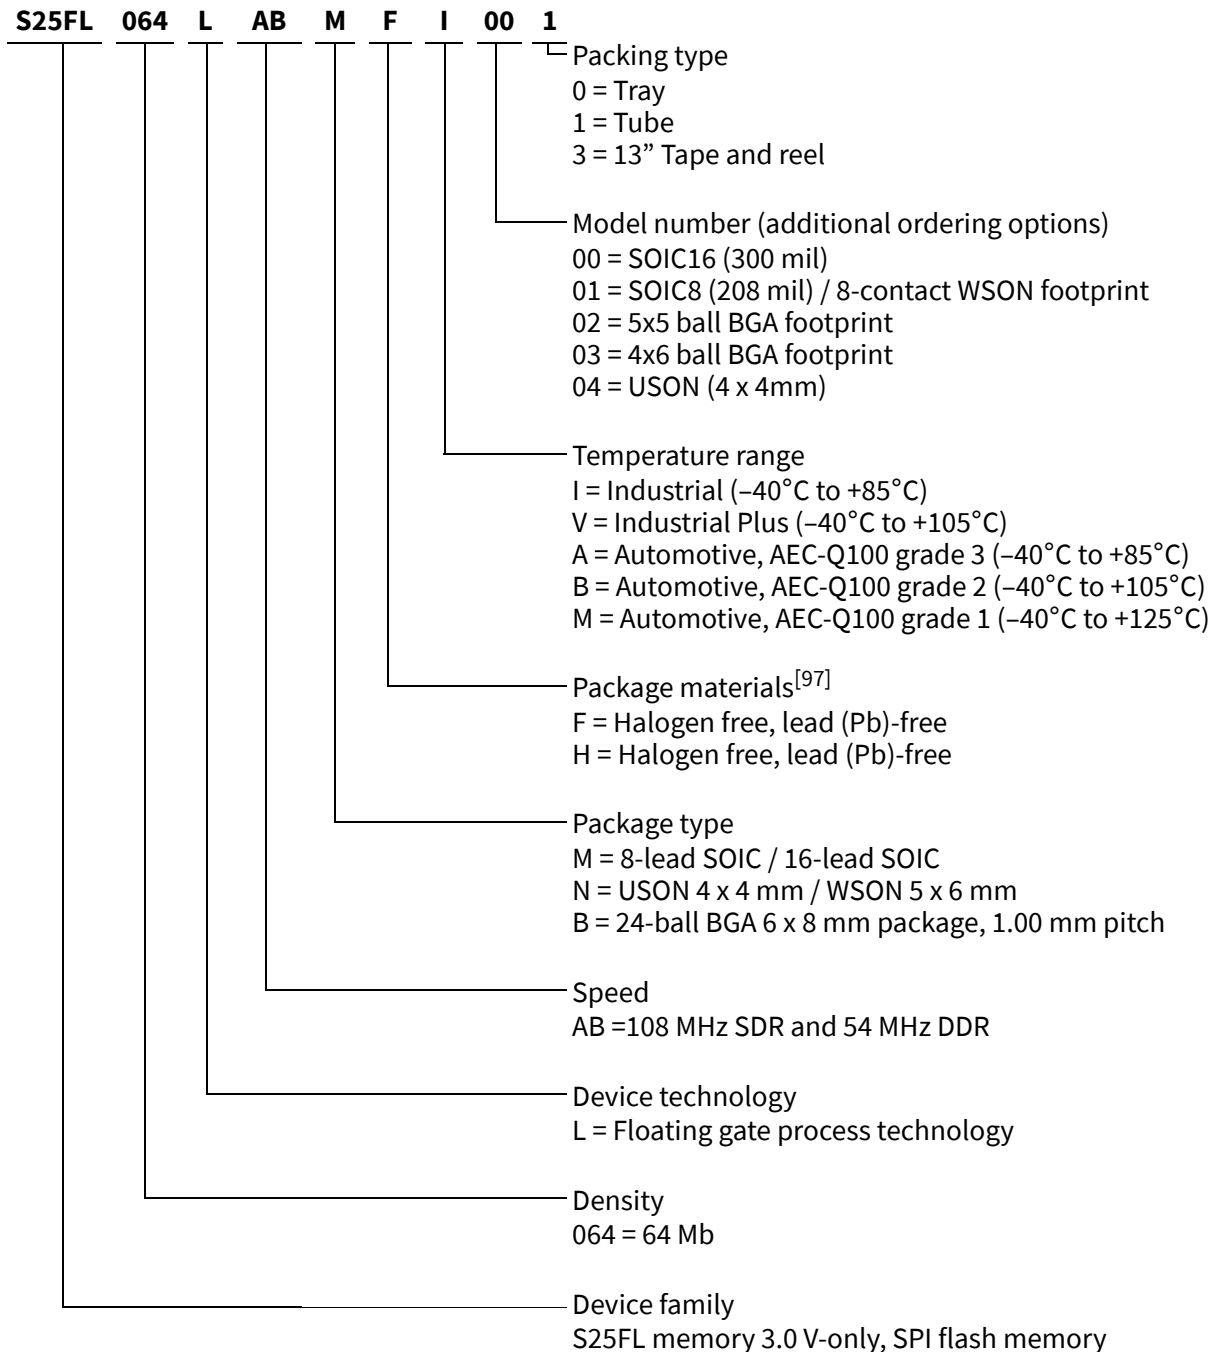 S25FL 064 L AB M F I 00 1
Packing type
0 = Tray
1 = Tube
3 = 13” Tape and reel
Model number (additional ordering options)
00 = SOIC16 (300 mil)
01 = SOIC8 (208 mil) / 8-contact WSON footprint
02 = 5x5 ball BGA footprint
03 = 4x6 ball BGA footprint
04 = USON (4 x 4mm)
Temperature range
I = Industrial (–40°C to +85°C)
V = Industrial Plus (–40°C to +105°C)
A = Automotive, AEC-Q100 grade 3 (–40°C to +85°C)
B = Automotive, AEC-Q100 grade 2 (–40°C to +105°C)
M = Automotive, AEC-Q100 grade 1 (–40°C to +125°C)
Package materials[97]
F = Halogen free, lead (Pb)-free
H = Halogen free, lead (Pb)-free
Package type
M = 8-lead SOIC / 16-lead SOIC
N = USON 4 x 4 mm / WSON 5 x 6 mm
B = 24-ball BGA 6 x 8 mm package, 1.00 mm pitch
Speed
AB =108 MHz SDR and 54 MHz DDR
Device technology
L = Floating gate process technology
Density
064 = 64 Mb
Device family
S25FL memory 3.0 V-only, SPI flash memory